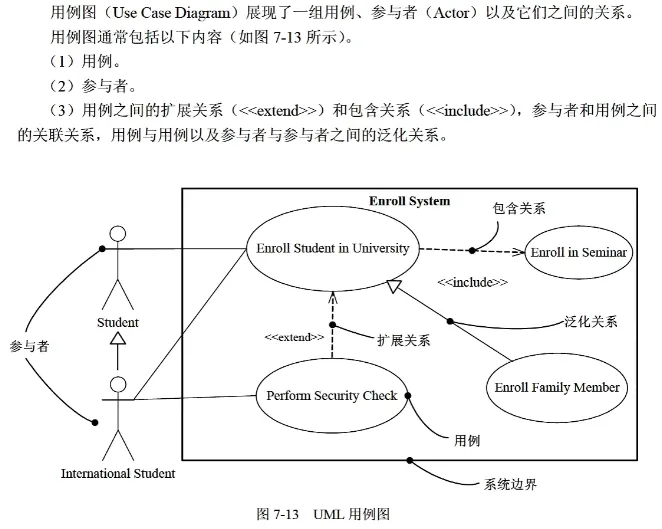 用例图（Use Case Diagram）展现了一组用例、参与者（Actor）以及它们之间的关系。
用例图通常包括以下内容（如图 7-13 所示）。
（1）用例。
（2）参与者。
（3）用例之间的扩展关系（<<extend>>）和包含关系（<<include>>），参与者和用例之间
的关联关系，用例与用例以及参与者与参与者之间的泛化关系。
Enroll System
包含关系
Enroll Student in University
Enroll in Seminar
<<include>>
Student
泛化关系
<<extend>>
扩展关系
参与者
Perform Security Check
Enroll Family Member
用例
International Student
系统边界
图 7-13 UML 用例图